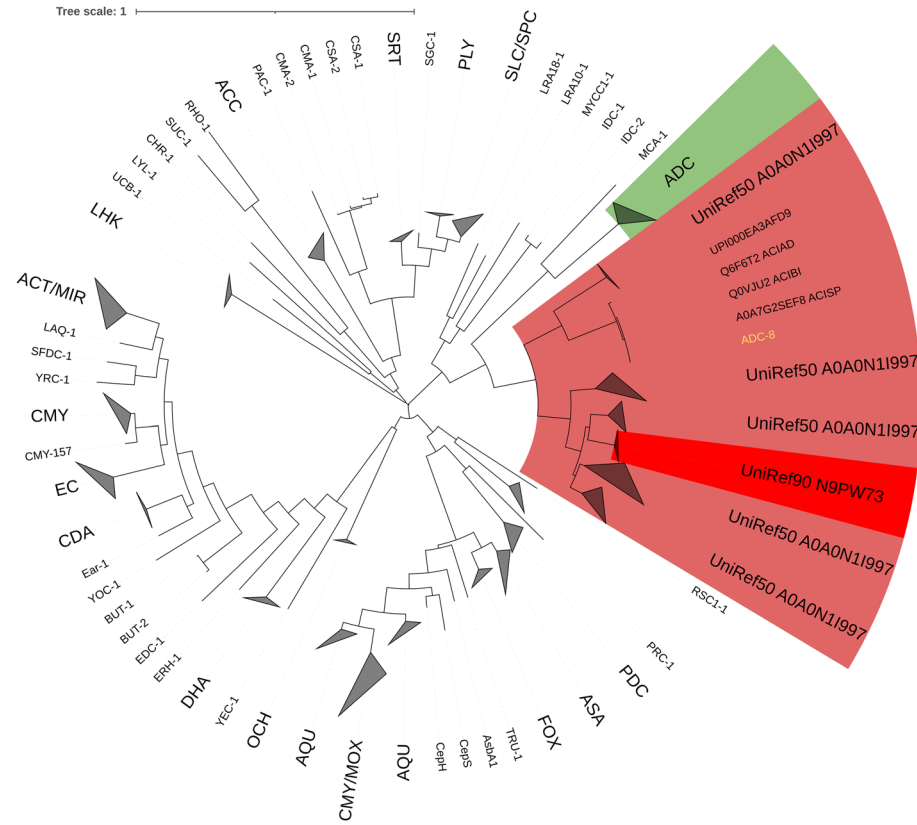 Tree scale: 1
LHK
UCB-1
LYL-1
CHR-1
SUC-1
RHO-1
ACC
PAC-1
CMA-2
CMA-1
CSA-2
CSA-1
SRT
SGC-1
PLY
SLC/SPC
LRA18-1
LRA10-1
MYCC1-1
IDC-1
IDC-2
MCA-1
ADC
UniRef50 A0A0N1I997
UPI000EA3AFD9
Q6F6T2 ACIAD
Q0VJU2 ACIBI
A0A7G2SEF8 ACISP
ADC-8
UniRef50 A0A0N1I997
UniRef50 A0A0N1I997
UniRef90 N9PW73
UniRef50 A0A0N1I997
UniRef50 A0A0N1I997
RSC1-1
PRC-1
PDC
ASA
FOX
TRU-1
AsbA1
CepS
CepH
AQU
CMY/MOX
AQU
OCH
YEC-1
DHA
ERH-1
EDC-1
BUT-2
BUT-1
YOC-1
Ear-1
CDA
EC
CMY-157
CMY
YRC-1
SFDC-1
LAQ-1
ACT/MIR